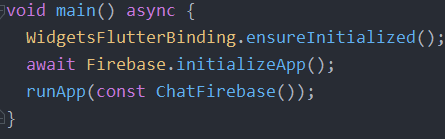 void main() async {
  WidgetsFlutterBinding.ensureInitialized();
  await Firebase.initializeApp();
  runApp(const ChatFirebase());
}